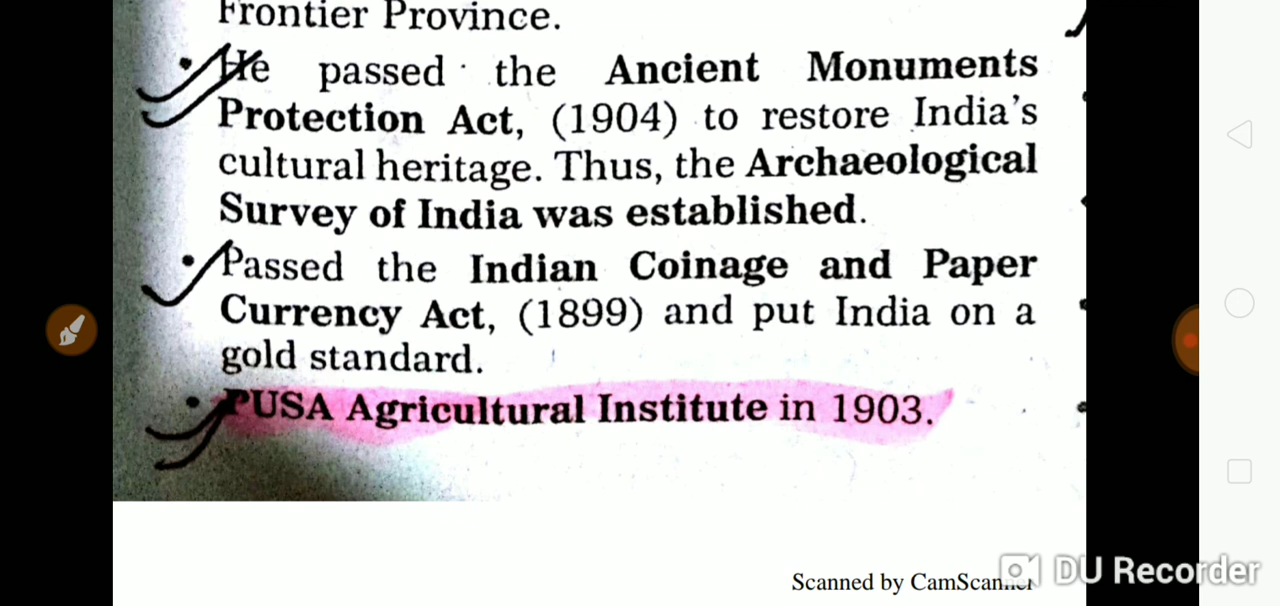 Frontier Province.
• He passed the Ancient Monuments
Protection Act, (1904) to restore India's
cultural heritage. Thus, the Archaeological
Survey of India was established.
• Passed the Indian Coinage and Paper
Currency Act, (1899) and put India on a
gold standard.
• PUSA Agricultural Institute in 1903.
Scanned by CamScanner
DU Recorder